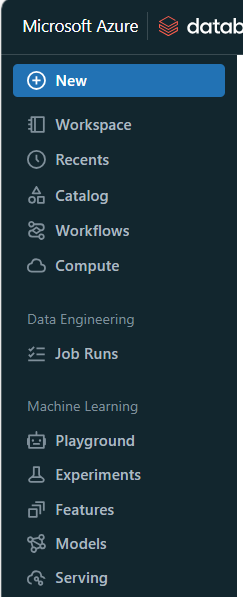 Microsoft Azure
New
Workspace
Recents
Catalog
Workflows
Compute
Data Engineering
Job Runs
Machine Learning
Playground
Experiments
Features
Models
Serving